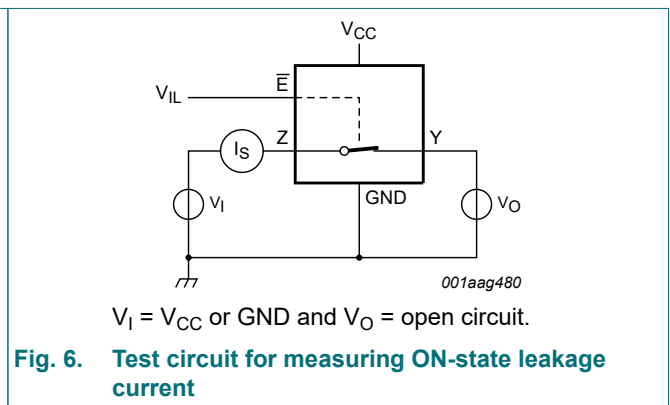 VCC
E̅
VIL
IS
Z
Y
VI
GND
VO
001aag480
VI = VCC or GND and VO = open circuit.
Fig. 6. Test circuit for measuring ON-state leakage
current